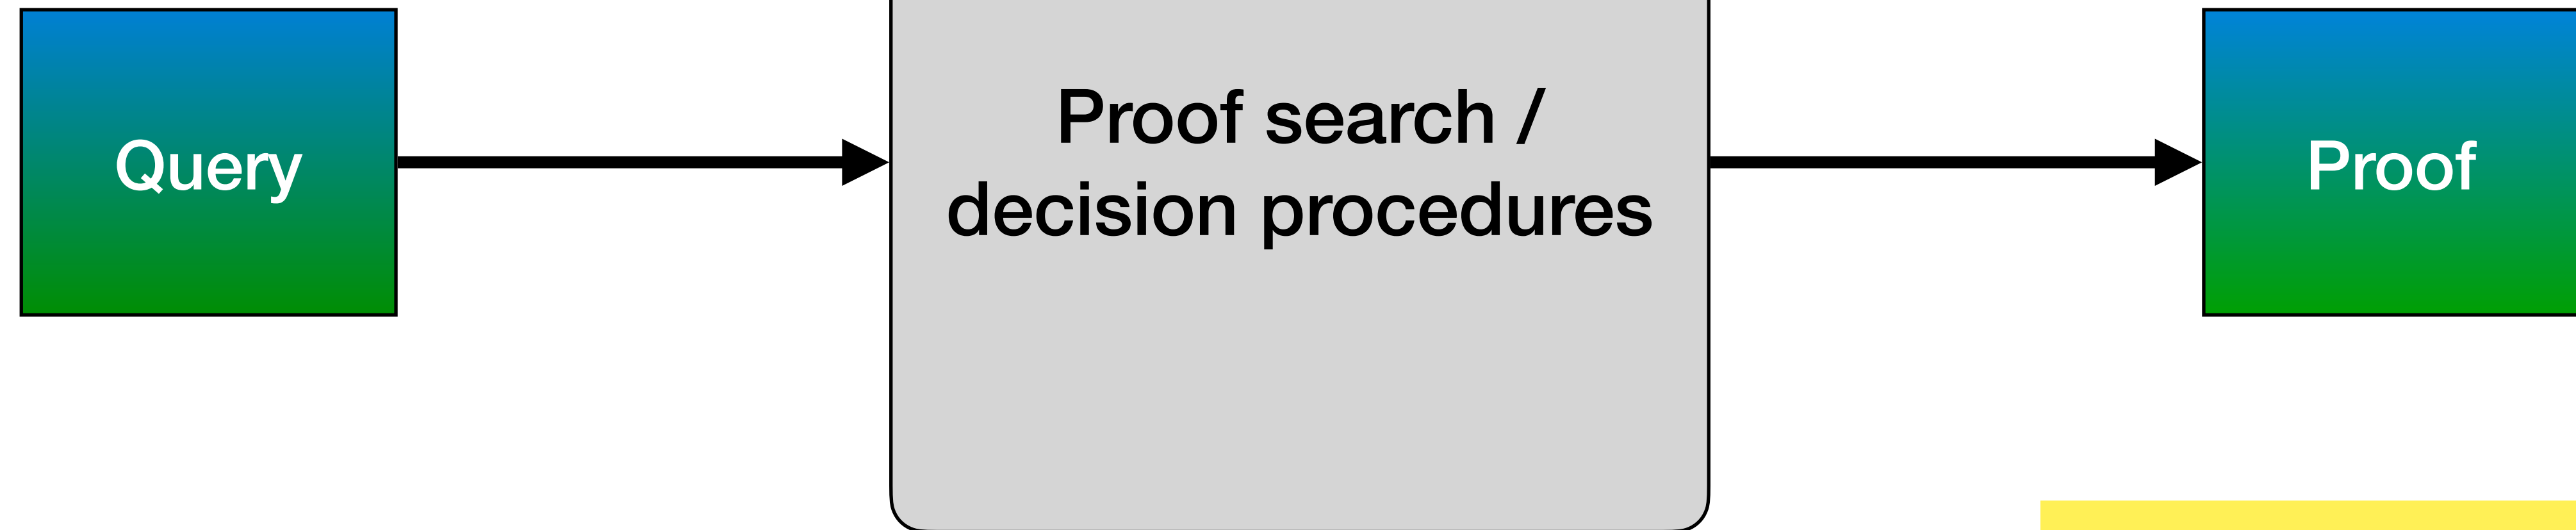 Query
Proof search /
decision procedures
Proof